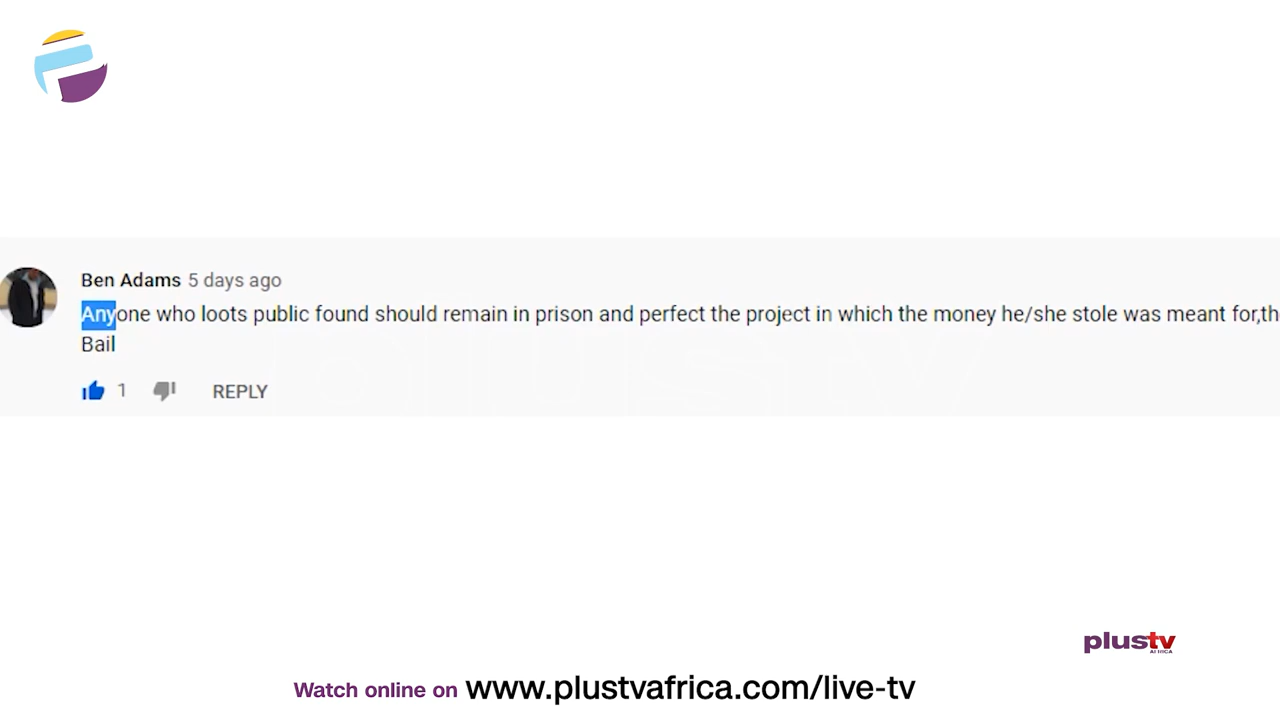 Ben Adams 5 days ago
Anyone who loots public found should remain in prison and perfect the project in which the money he/she stole was meant for,th
Bail
1 REPLY
plustv
AFRICA
Watch online on www.plustvafrica.com/live-tv